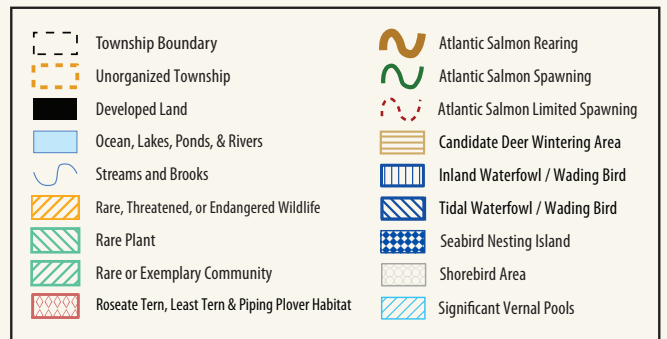 Township Boundary
Unorganized Township
Developed Land
Ocean, Lakes, Ponds, & Rivers
Streams and Brooks
Rare, Threatened, or Endangered Wildlife
Rare Plant
Rare or Exemplary Community
Roseate Tern, Least Tern & Piping Plover Habitat
Atlantic Salmon Rearing
Atlantic Salmon Spawning
Atlantic Salmon Limited Spawning
Candidate Deer Wintering Area
Inland Waterfowl / Wading Bird
Tidal Waterfowl / Wading Bird
Seabird Nesting Island
Shorebird Area
Significant Vernal Pools